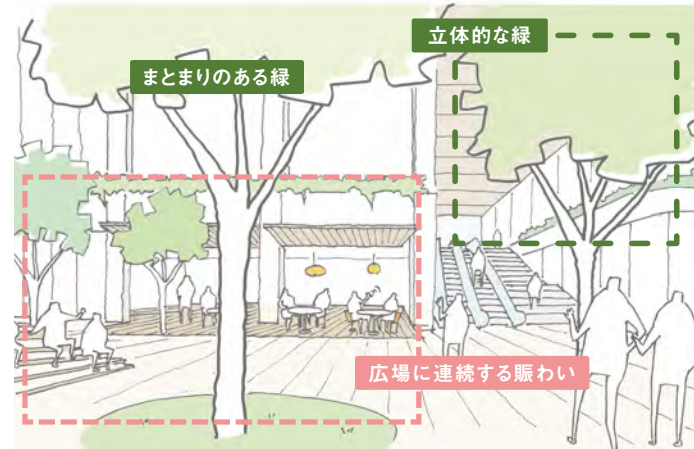 立体的な緑
まとまりのある緑
広場に連続する賑わい